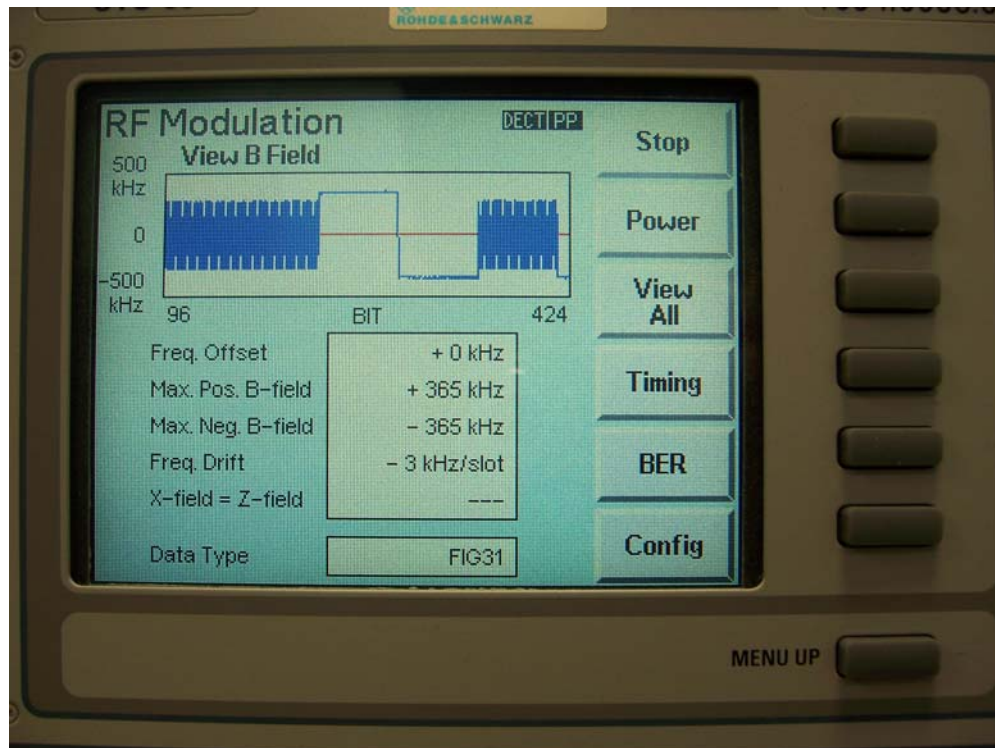 ROHDE&SCHWARZ
RF Modulation
DECT PP
View B Field
500
kHz
0
-500
kHz
96
BIT
424
Freq. Offset + 0 kHz
Max. Pos. B-field + 365 kHz
Max. Neg. B-field - 365 kHz
Freq. Drift - 3 kHz/slot
X-field = Z-field ---
Data Type FIG31
Stop
Power
View
All
Timing
BER
Config
MENU UP